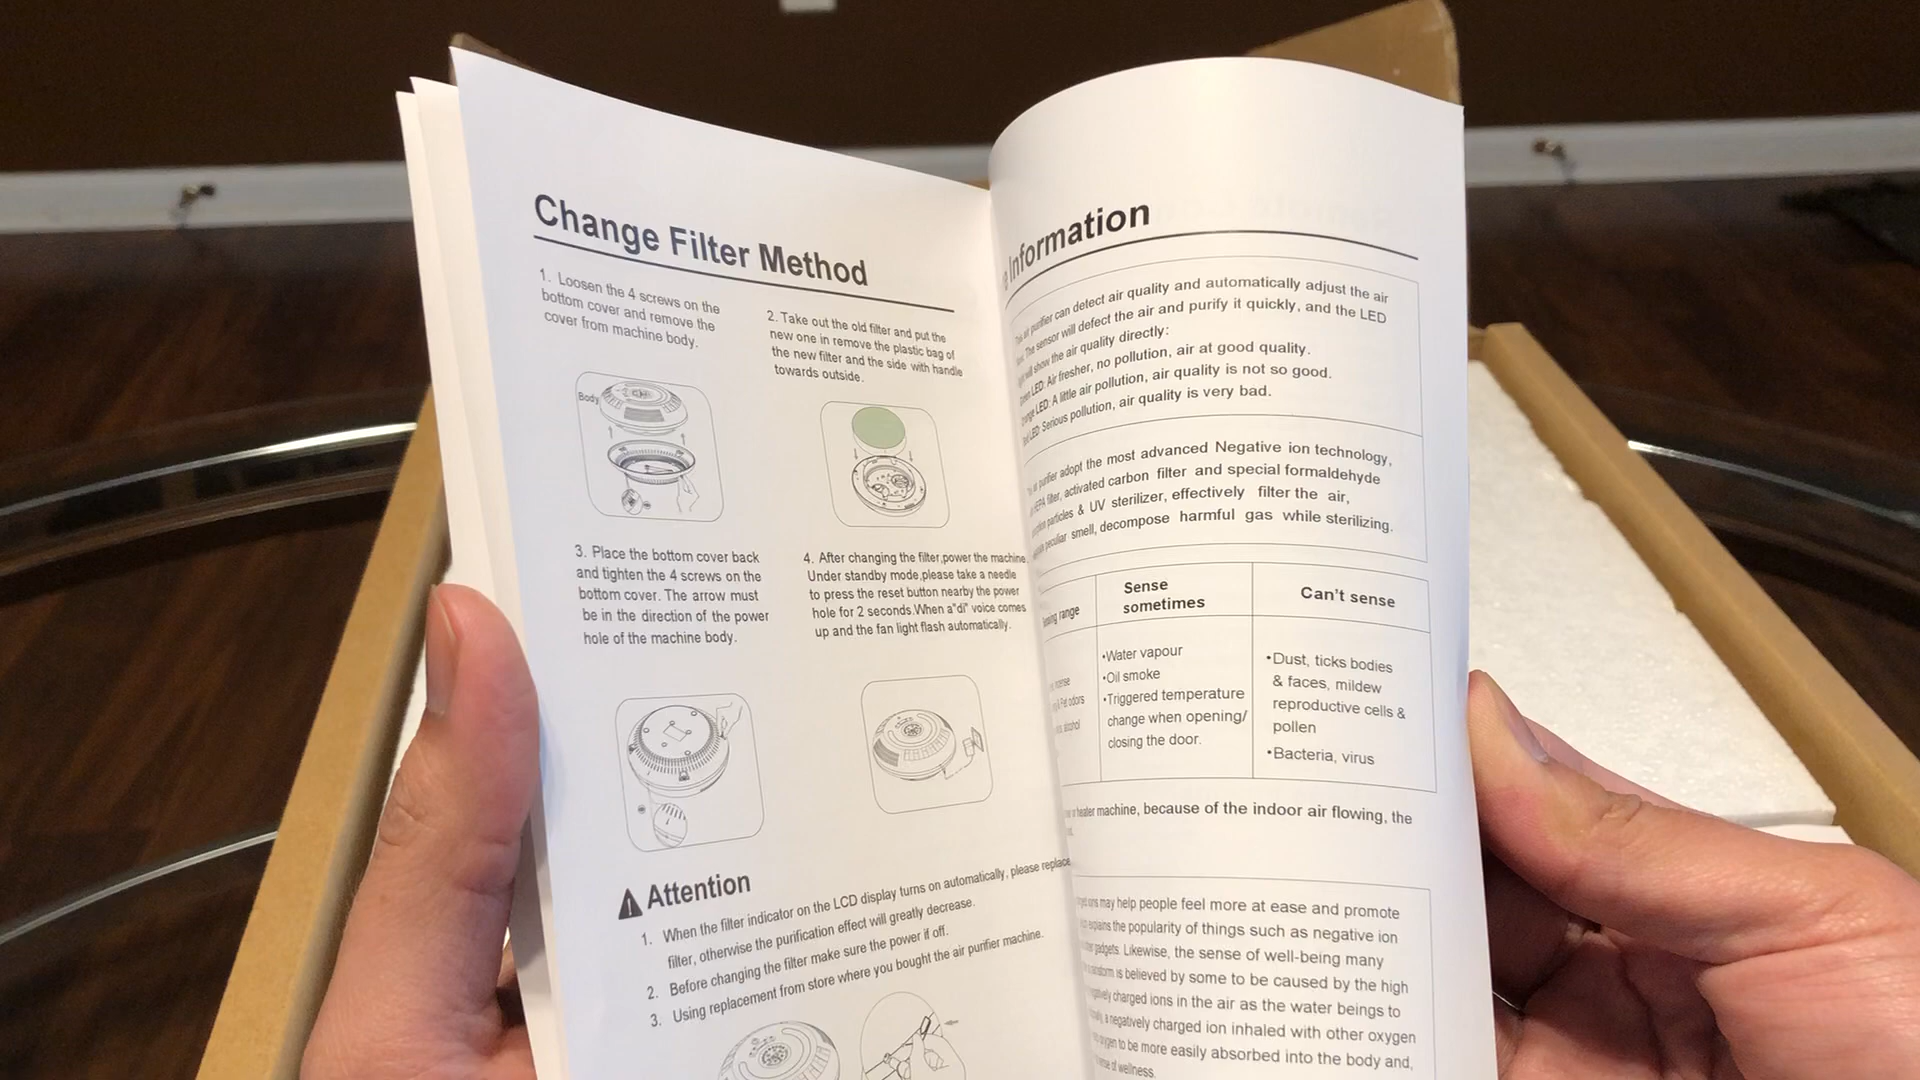 Change Filter Method
1. Loosen the 4 screws on the
bottom cover and remove the
cover from machine body.
2. Take out the old filter and put the
new one in remove the plastic bag of
the new filter and the side with handle
towards outside.
Body
3. Place the bottom cover back
and tighten the 4 screws on the
bottom cover. The arrow must
be in the direction of the power
hole of the machine body.
4. After changing the filter,power the machine.
Under standby mode,please take a needle
to press the reset button nearby the power
hole for 2 seconds.When a"di" voice comes
up and the fan light flash automatically.
Attention
1. When the filter indicator on the LCD display turns on automatically, please replace
filter, otherwise the purification effect will greatly decrease.
2. Before changing the filter make sure the power if off.
3. Using replacement from store where you bought the air purifier machine.
Information
air purifier can detect air quality and automatically adjust the air
The sensor will defect the air and purify it quickly, and the LED
will show the air quality directly:
LED: Air fresher, no pollution, air at good quality.
LED: A little air pollution, air quality is not so good.
LED: Serious pollution, air quality is very bad.
purifier adopt the most advanced Negative ion technology,
HEPA filter, activated carbon filter and special formaldehyde
particles & UV sterilizer, effectively filter the air,
peculiar smell, decompose harmful gas while sterilizing.
range
Sense
sometimes
Can't sense
& Pet odors
alcohol
•Water vapour
•Oil smoke
•Triggered temperature
change when opening/
closing the door.
•Dust, ticks bodies
& faces, mildew
reproductive cells &
pollen
•Bacteria, virus
heater machine, because of the indoor air flowing, the
ions may help people feel more at ease and promote
explains the popularity of things such as negative ion
gadgets. Likewise, the sense of well-being many
is believed by some to be caused by the high
charged ions in the air as the water beings to
a negatively charged ion inhaled with other oxygen
to be more easily absorbed into the body and,
of wellness.